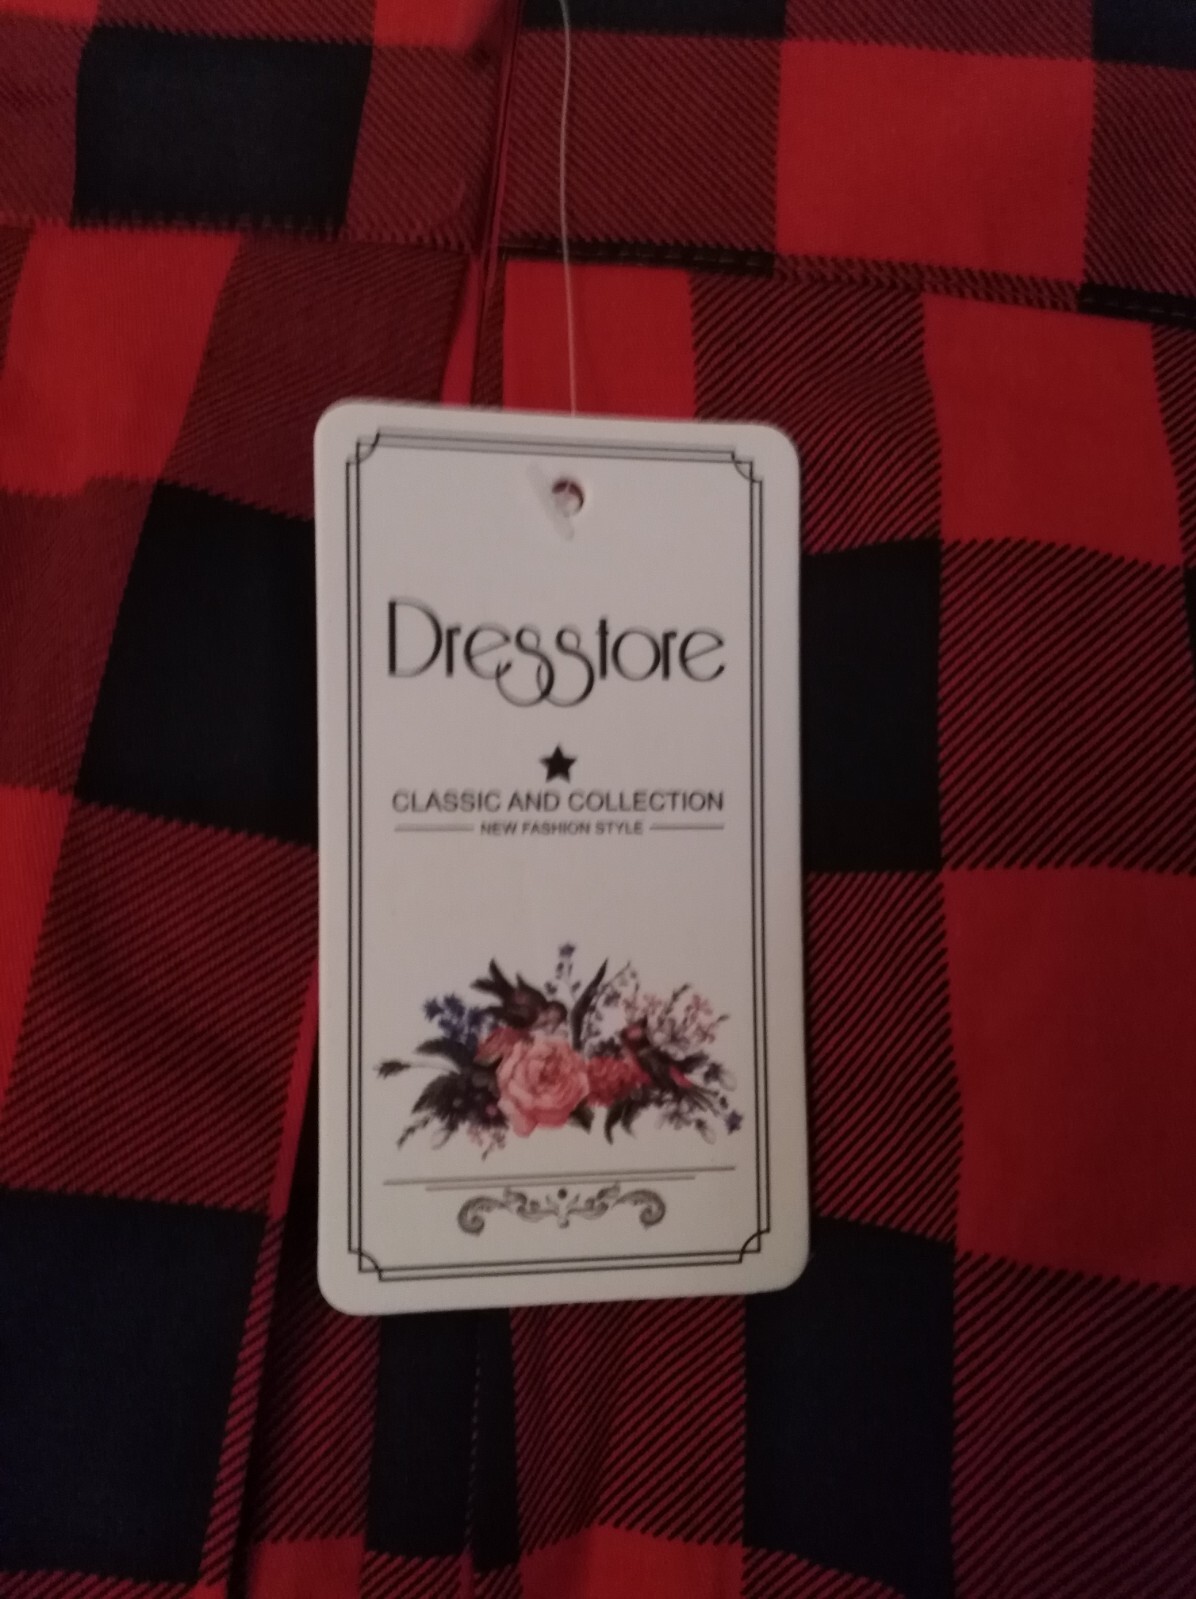 Dresstore
CLASSIC AND COLLECTION
NEW FASHION STYLE